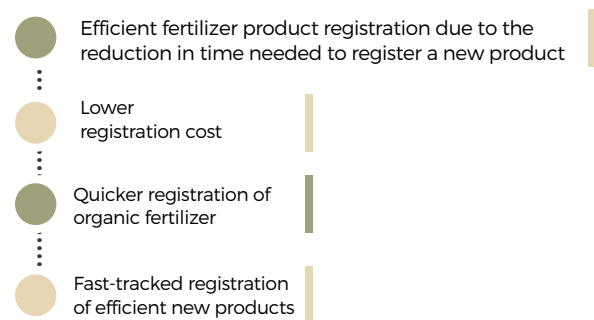 Efficient fertilizer product registration due to the
reduction in time needed to register a new product
Lower
registration cost
Quicker registration of
organic fertilizer
Fast-tracked registration
of efficient new products